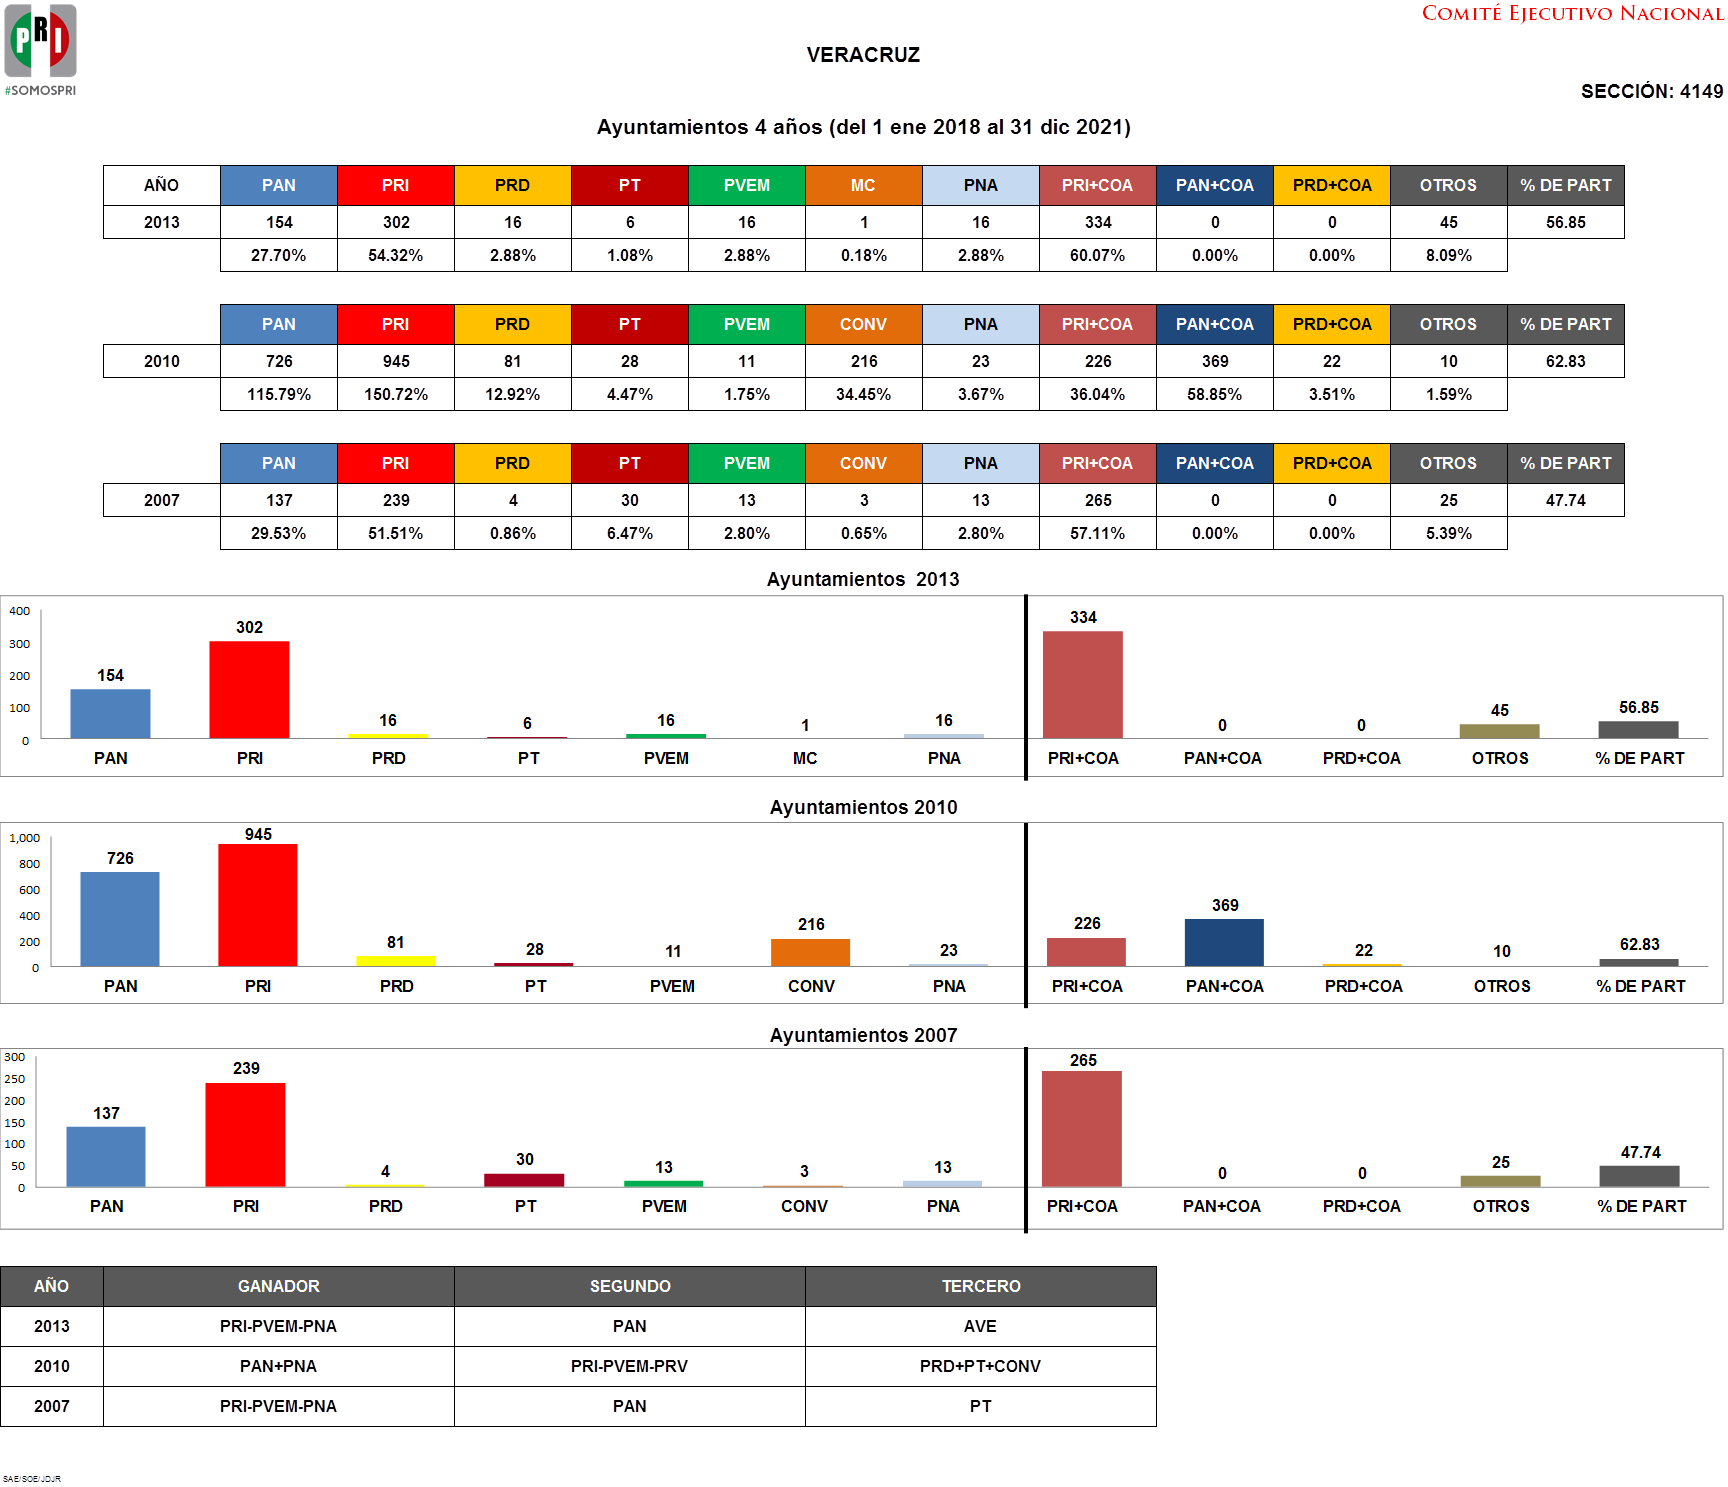 PRI
#SOMOSPRI
COMITÉ EJECUTIVO NACIONAL
VERACRUZ
SECCIÓN: 4149
Ayuntamientos 4 años (del 1 ene 2018 al 31 dic 2021)
AÑO PAN PRI PRD PT PVEM MC PNA PRI+COA PAN+COA PRD+COA OTROS % DE PART
2013 154 302 16 6 16 1 16 334 0 0 45 56.85
27.70% 54.32% 2.88% 1.08% 2.88% 0.18% 2.88% 60.07% 0.00% 0.00% 8.09%
PAN PRI PRD PT PVEM CONV PNA PRI+COA PAN+COA PRD+COA OTROS % DE PART
2010 726 945 81 28 11 216 23 226 369 22 10 62.83
115.79% 150.72% 12.92% 4.47% 1.75% 34.45% 3.67% 36.04% 58.85% 3.51% 1.59%
PAN PRI PRD PT PVEM CONV PNA PRI+COA PAN+COA PRD+COA OTROS % DE PART
2007 137 239 4 30 13 3 13 265 0 0 25 47.74
29.53% 51.51% 0.86% 6.47% 2.80% 0.65% 2.80% 57.11% 0.00% 0.00% 5.39%
Ayuntamientos 2013
400
300
200
100
0
154 302 16 6 16 1 16 334 0 0 45 56.85
PAN PRI PRD PT PVEM MC PNA PRI+COA PAN+COA PRD+COA OTROS % DE PART
Ayuntamientos 2010
1,000
800
600
400
200
0
726 945 81 28 11 216 23 226 369 22 10 62.83
PAN PRI PRD PT PVEM CONV PNA PRI+COA PAN+COA PRD+COA OTROS % DE PART
Ayuntamientos 2007
300
250
200
150
100
50
0
137 239 4 30 13 3 13 265 0 0 25 47.74
PAN PRI PRD PT PVEM CONV PNA PRI+COA PAN+COA PRD+COA OTROS % DE PART
AÑO GANADOR SEGUNDO TERCERO
2013 PRI-PVEM-PNA PAN AVE
2010 PAN+PNA PRI-PVEM-PRV PRD+PT+CONV
2007 PRI-PVEM-PNA PAN PT
SAE/SOE/JDJR